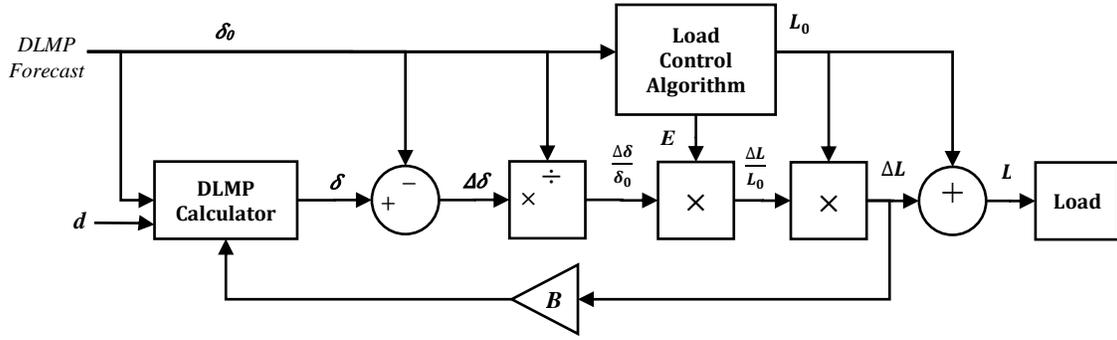 DLMP
Forecast
δ₀
Load
Control
Algorithm
L₀
E
d
DLMP
Calculator
δ
+
−
Δδ
×
÷
Δδ/δ₀
×
ΔL/L₀
×
ΔL
+
L
Load
B